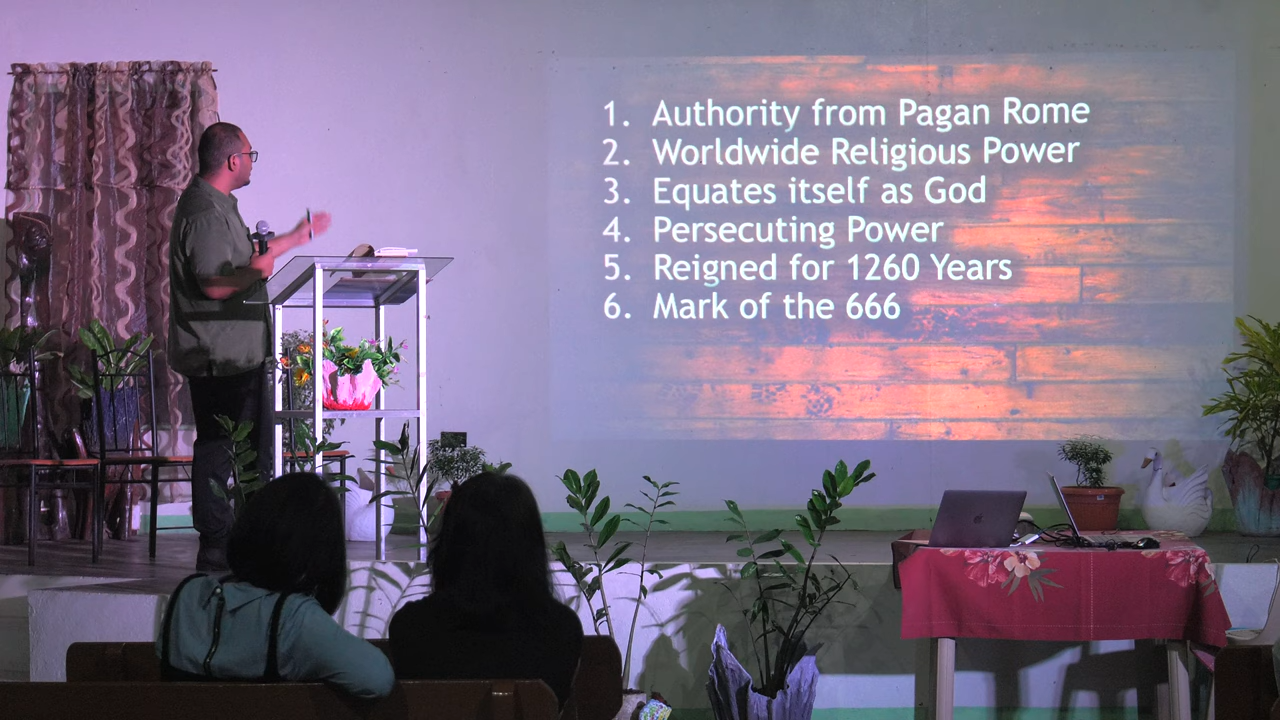 1. Authority from Pagan Rome
2. Worldwide Religious Power
3. Equates itself as God
4. Persecuting Power
5. Reigned for 1260 Years
6. Mark of the 666